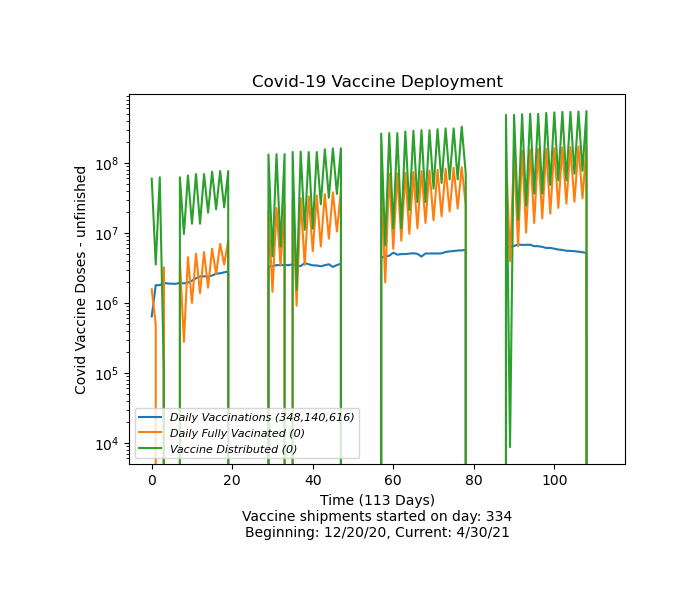 Covid-19 Vaccine Deployment
Covid Vaccine Doses - unfinished
10^8
10^7
10^6
10^5
10^4
Daily Vaccinations (348,140,616)
Daily Fully Vacinated (0)
Vaccine Distributed (0)
0 20 40 60 80 100
Time (113 Days)
Vaccine shipments started on day: 334
Beginning: 12/20/20, Current: 4/30/21